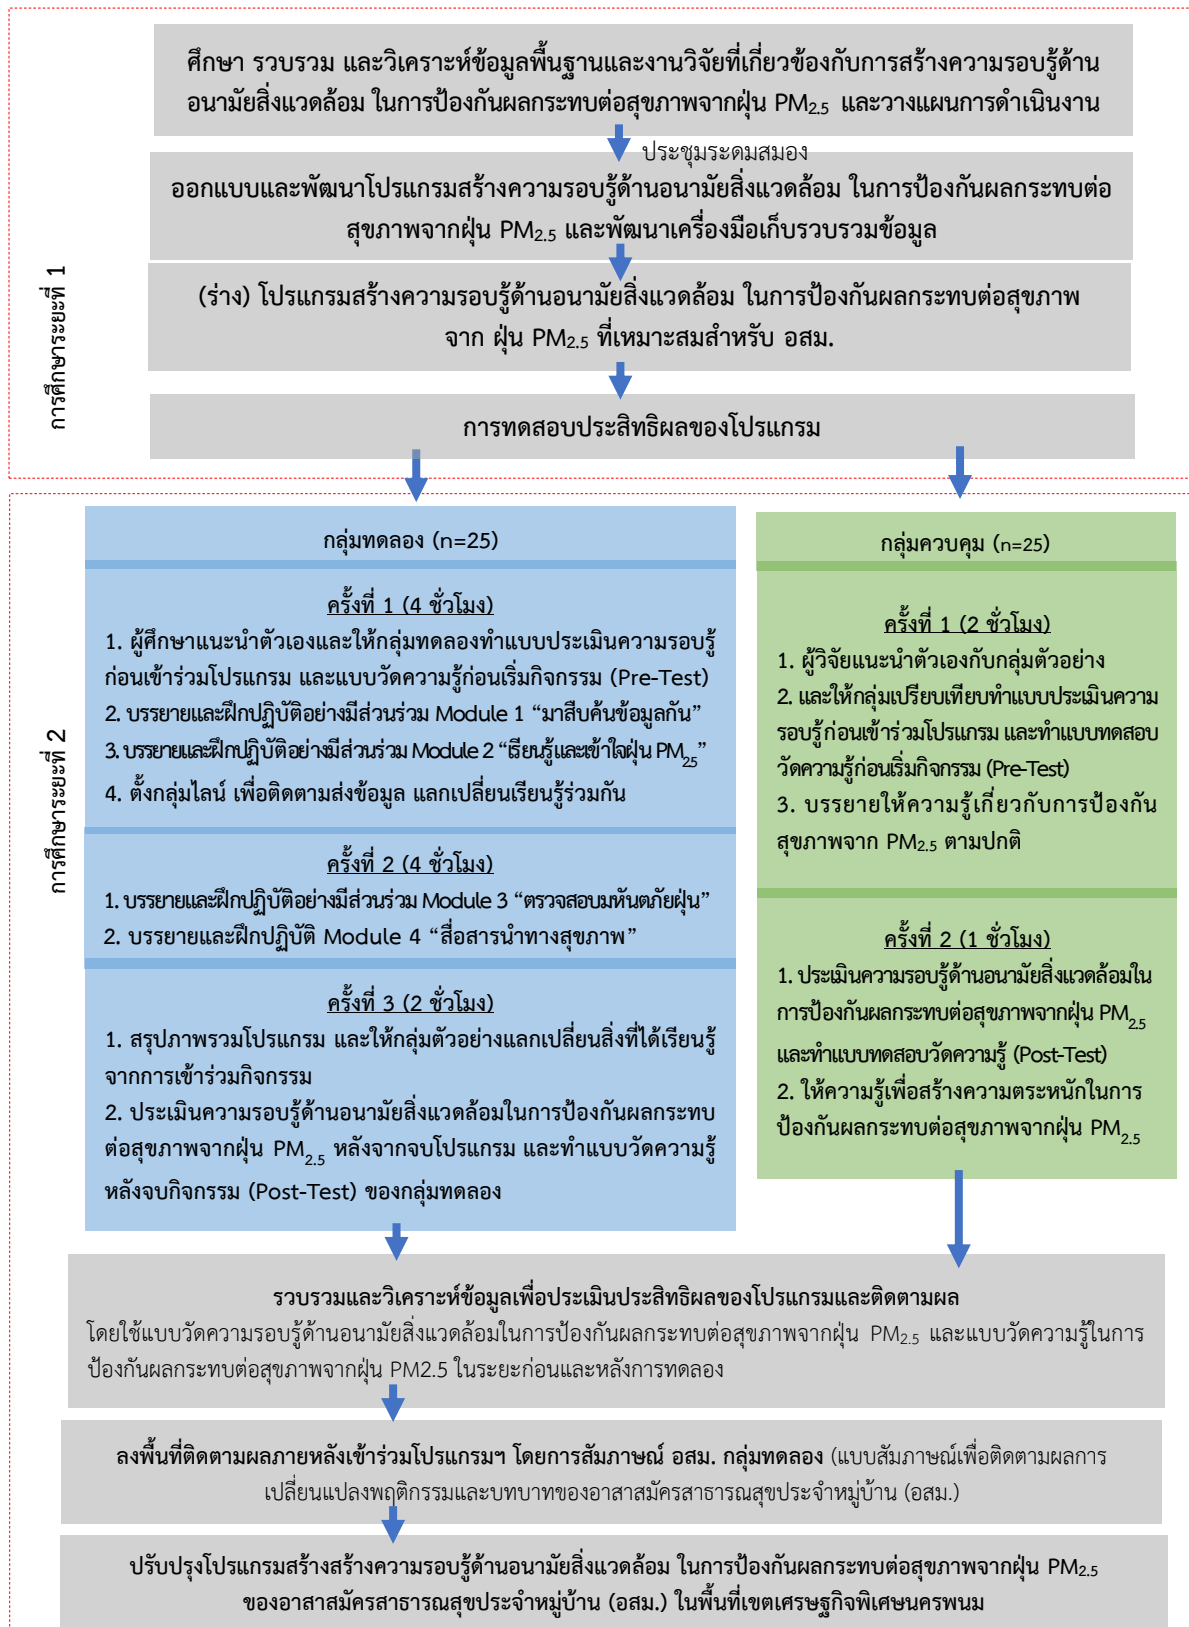 การศึกษาระยะที่ 1
ศึกษา รวบรวม และวิเคราะห์ข้อมูลพื้นฐานและงานวิจัยที่เกี่ยวข้องกับการสร้างความรอบรู้ด้าน
อนามัยสิ่งแวดล้อม ในการป้องกันผลกระทบต่อสุขภาพจากฝุ่น PM2.5 และวางแผนการดำเนินงาน
ประชุมระดมสมอง
ออกแบบและพัฒนาโปรแกรมสร้างความรอบรู้ด้านอนามัยสิ่งแวดล้อม ในการป้องกันผลกระทบต่อ
สุขภาพจากฝุ่น PM2.5 และพัฒนาเครื่องมือเก็บรวบรวมข้อมูล
(ร่าง) โปรแกรมสร้างความรอบรู้ด้านอนามัยสิ่งแวดล้อม ในการป้องกันผลกระทบต่อสุขภาพ
จาก ฝุ่น PM2.5 ที่เหมาะสมสำหรับ อสม.
การทดสอบประสิทธิผลของโปรแกรม
การศึกษาระยะที่ 2
กลุ่มทดลอง (n=25)
ครั้งที่ 1 (4 ชั่วโมง)
1. ผู้ศึกษาแนะนำตัวเองและให้กลุ่มทดลองทำแบบประเมินความรอบรู้
ก่อนเข้าร่วมโปรแกรม และแบบวัดความรู้ก่อนเริ่มกิจกรรม (Pre-Test)
2. บรรยายและฝึกปฏิบัติอย่างมีส่วนร่วม Module 1 “มาสืบค้นข้อมูลกัน”
3. บรรยายและฝึกปฏิบัติอย่างมีส่วนร่วม Module 2 “เรียนรู้และเข้าใจฝุ่น PM2.5”
4. ตั้งกลุ่มไลน์ เพื่อติดตามส่งข้อมูล แลกเปลี่ยนเรียนรู้ร่วมกัน
ครั้งที่ 2 (4 ชั่วโมง)
1. บรรยายและฝึกปฏิบัติอย่างมีส่วนร่วม Module 3 “ตรวจสอบมหันตภัยฝุ่น”
2. บรรยายและฝึกปฏิบัติ Module 4 “สื่อสารนำทางสุขภาพ”
ครั้งที่ 3 (2 ชั่วโมง)
1. สรุปภาพรวมโปรแกรม และให้กลุ่มตัวอย่างแลกเปลี่ยนสิ่งที่ได้เรียนรู้
จากการเข้าร่วมกิจกรรม
2. ประเมินความรอบรู้ด้านอนามัยสิ่งแวดล้อมในการป้องกันผลกระทบ
ต่อสุขภาพจากฝุ่น PM2.5 หลังจากจบโปรแกรม และทำแบบวัดความรู้
หลังจบกิจกรรม (Post-Test) ของกลุ่มทดลอง
กลุ่มควบคุม (n=25)
ครั้งที่ 1 (2 ชั่วโมง)
1. ผู้วิจัยแนะนำตัวเองกับกลุ่มตัวอย่าง
2. และให้กลุ่มเปรียบเทียบทำแบบประเมินความ
รอบรู้ก่อนเข้าร่วมโปรแกรม และทำแบบทดสอบ
วัดความรู้ก่อนเริ่มกิจกรรม (Pre-Test)
3. บรรยายให้ความรู้เกี่ยวกับการป้องกัน
สุขภาพจาก PM2.5 ตามปกติ
ครั้งที่ 2 (1 ชั่วโมง)
1. ประเมินความรอบรู้ด้านอนามัยสิ่งแวดล้อมใน
การป้องกันผลกระทบต่อสุขภาพจากฝุ่น PM2.5
และทำแบบทดสอบวัดความรู้ (Post-Test)
2. ให้ความรู้เพื่อสร้างความตระหนักในการ
ป้องกันผลกระทบต่อสุขภาพจากฝุ่น PM2.5
รวบรวมและวิเคราะห์ข้อมูลเพื่อประเมินประสิทธิผลของโปรแกรมและติดตามผล
โดยใช้แบบวัดความรอบรู้ด้านอนามัยสิ่งแวดล้อมในการป้องกันผลกระทบต่อสุขภาพจากฝุ่น PM2.5 และแบบวัดความรู้ในการ
ป้องกันผลกระทบต่อสุขภาพจากฝุ่น PM2.5 ในระยะก่อนและหลังการทดลอง
ลงพื้นที่ติดตามผลภายหลังเข้าร่วมโปรแกรมฯ โดยการสัมภาษณ์ อสม. กลุ่มทดลอง (แบบสัมภาษณ์เพื่อติดตามผลการ
เปลี่ยนแปลงพฤติกรรมและบทบาทของอาสาสมัครสาธารณสุขประจำหมู่บ้าน (อสม.)
ปรับปรุงโปรแกรมสร้างสร้างความรอบรู้ด้านอนามัยสิ่งแวดล้อม ในการป้องกันผลกระทบต่อสุขภาพจากฝุ่น PM2.5
ของอาสาสมัครสาธารณสุขประจำหมู่บ้าน (อสม.) ในพื้นที่เขตเศรษฐกิจพิเศษนครพนม